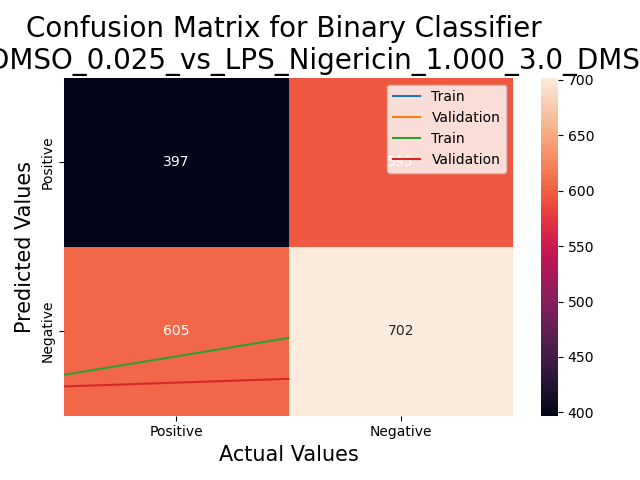 Confusion Matrix for Binary Classifier
DMSO_0.025_vs_LPS_Nigericin_1.000_3.0_DMS
Train
Validation
Train
Validation
397
605
702
Positive
Negative
Predicted Values
Positive
Negative
Actual Values
700
650
600
550
500
450
400